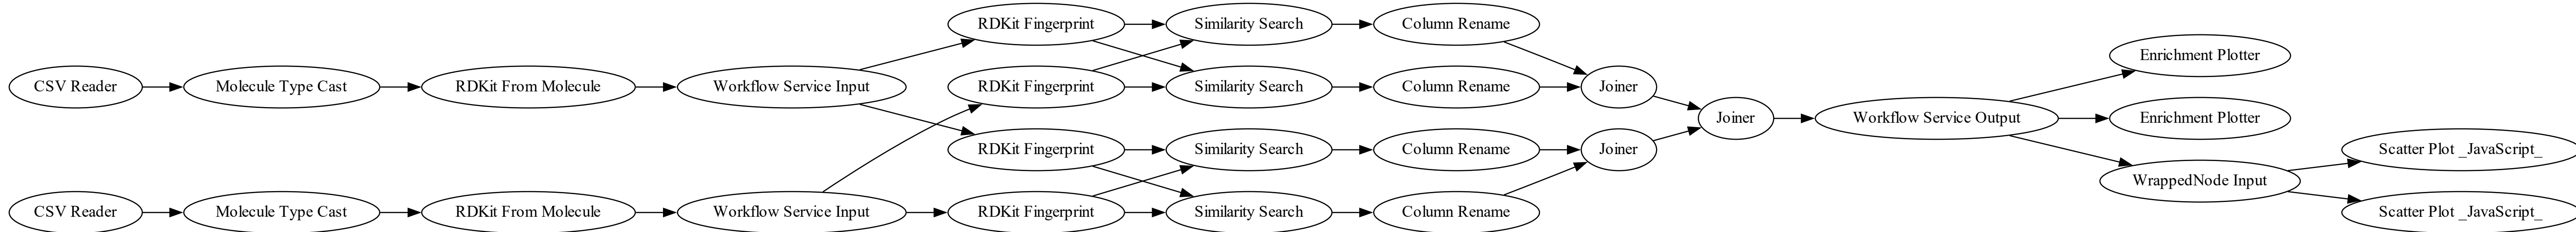 CSV Reader
Molecule Type Cast
RDKit From Molecule
Workflow Service Input
RDKit Fingerprint
Similarity Search
Column Rename
RDKit Fingerprint
Similarity Search
Column Rename
Joiner
CSV Reader
Molecule Type Cast
RDKit From Molecule
Workflow Service Input
RDKit Fingerprint
Similarity Search
Column Rename
Joiner
RDKit Fingerprint
Similarity Search
Column Rename
Joiner
Workflow Service Output
Enrichment Plotter
Enrichment Plotter
WrappedNode Input
Scatter Plot _JavaScript_
Scatter Plot _JavaScript_